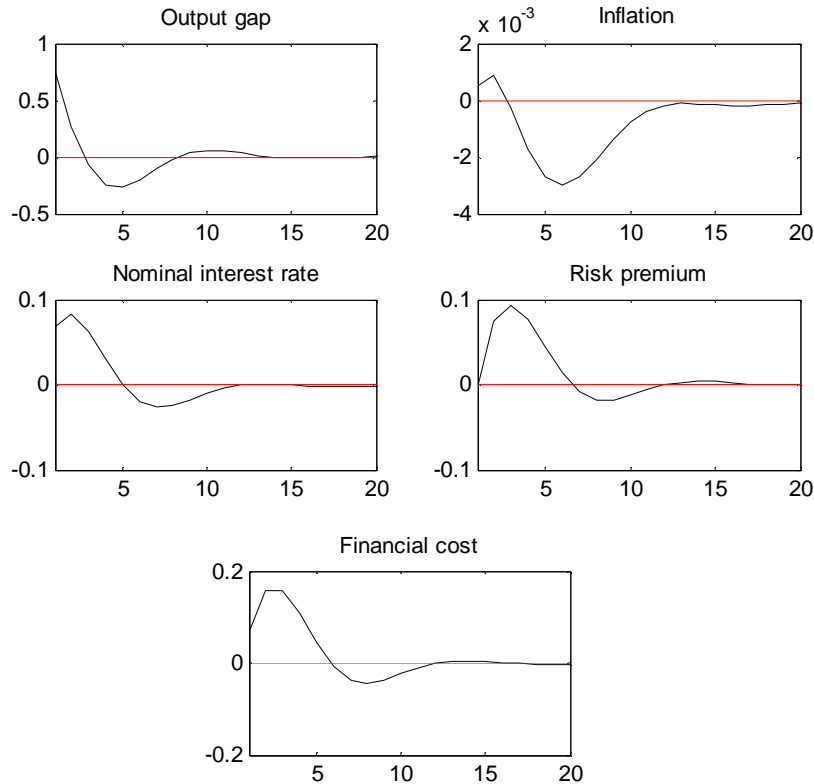 Output gap
1
0.5
0
-0.5
5 10 15 20
Inflation
x 10^-3
2
0
-2
-4
5 10 15 20
Nominal interest rate
0.1
0
-0.1
5 10 15 20
Risk premium
0.1
0
-0.1
5 10 15 20
Financial cost
0.2
0
-0.2
5 10 15 20